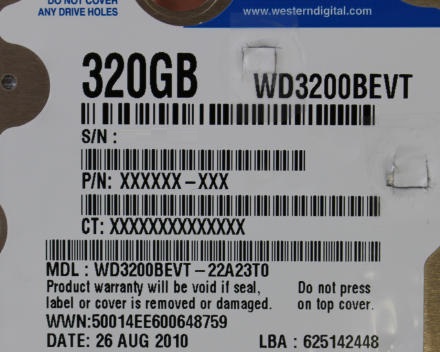 DO NOT COVER
ANY DRIVE HOLES
www.westerndigital.com
320GB
WD3200BEVT
S/N :
P/N: XXXXXX-XXX
CT: XXXXXXXXXXXXXX
MDL : WD3200BEVT-22A23T0
Product warranty will be void if seal,
label or cover is removed or damaged.
Do not press
on top cover.
WWN:50014EE600648759
DATE: 26 AUG 2010
LBA : 625142448